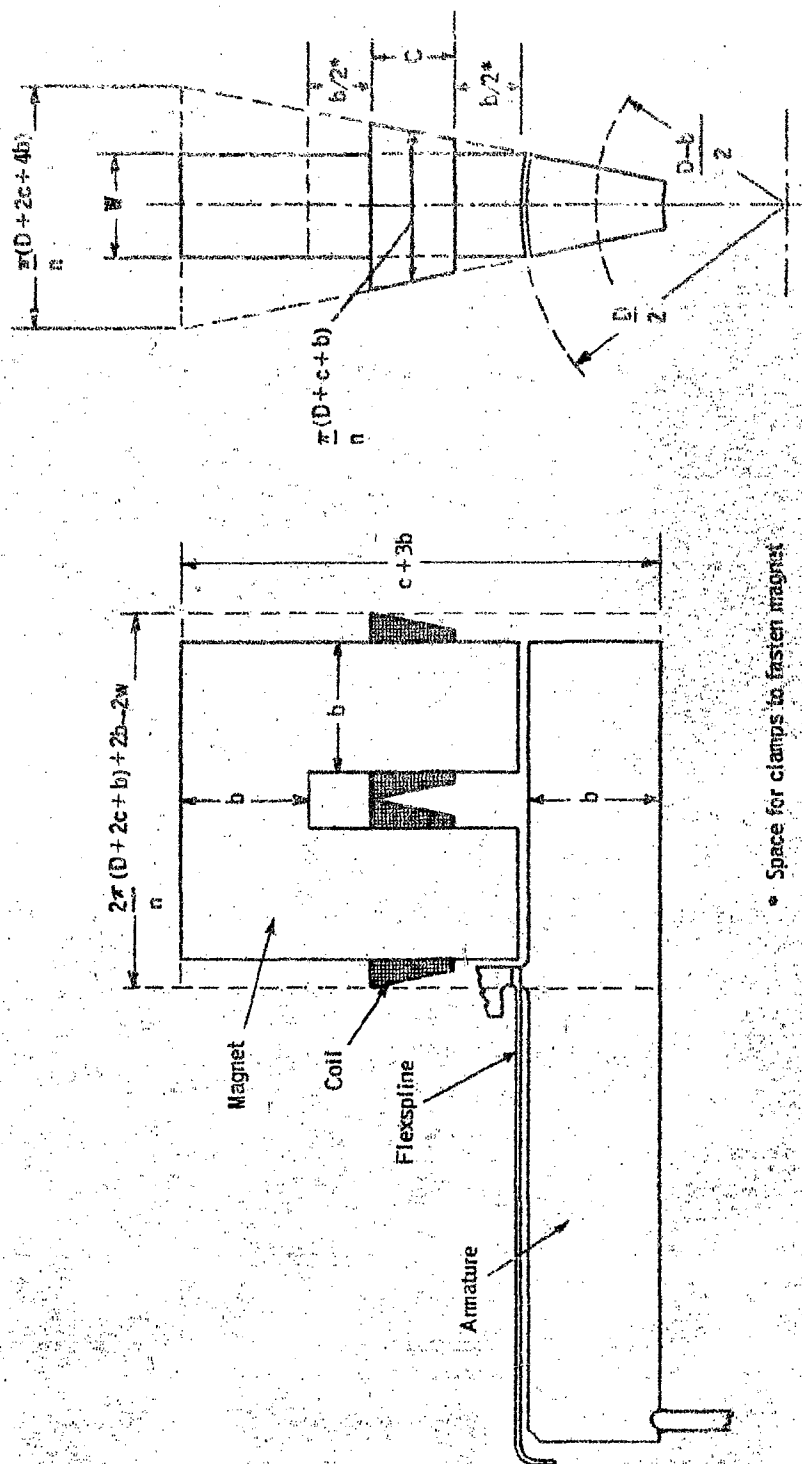 2π (D + 2c + b) + 2b–2w
n
Magnet
Coil
Flexspline
Armature
b
b
b
c + 3b
* Space for clamps to fasten magnet
π (D + 2c + 4b)
n
W
b/2*
C
b/2*
π (D + c + b)
n
D
2
D–b
2